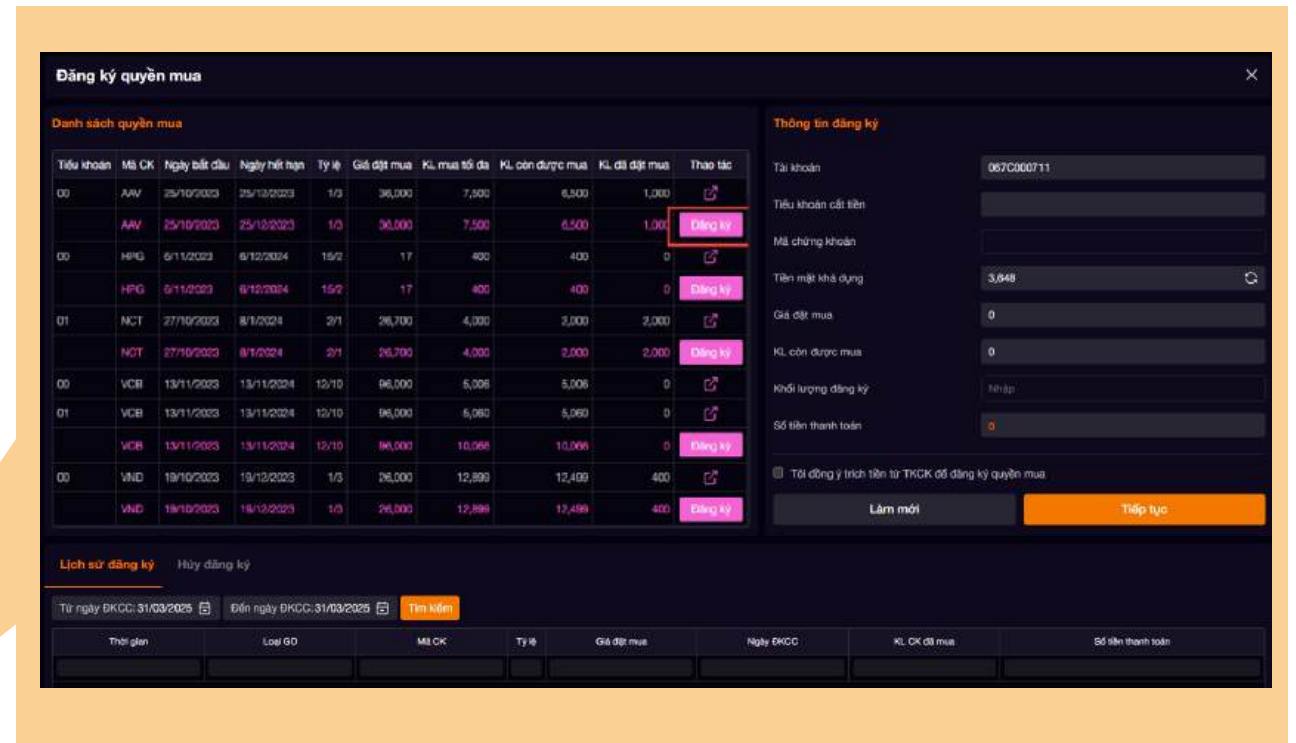 Đăng ký quyền mua
Danh sách quyền mua
Tiểu khoản Mã CK Ngày bắt đầu Ngày hết hạn Tỷ lệ Giá đặt mua KL mua tối đa KL còn được mua KL đã đặt mua Thao tác
00 AAV 25/10/2023 25/12/2023 1/3 36,000 7,500 6,500 1,000
AAV 25/10/2023 25/12/2023 1/3 36,000 7,500 6,500 1,000 Đăng ký
00 HPG 6/11/2023 6/12/2024 15/2 17 400 400 0
HPG 6/11/2023 6/12/2024 15/2 17 400 400 0 Đăng ký
01 NCT 27/10/2023 8/1/2024 2/1 26,700 4,000 2,000 2,000
NCT 27/10/2023 8/1/2024 2/1 26,700 4,000 2,000 2,000 Đăng ký
00 VCB 13/11/2023 13/11/2024 12/10 96,000 5,006 5,006 0
01 VCB 13/11/2023 13/11/2024 12/10 96,000 5,060 5,060 0
VCB 13/11/2023 13/11/2024 12/10 96,000 10,066 10,066 0 Đăng ký
00 VND 19/10/2023 19/12/2023 1/3 26,000 12,899 12,499 400
VND 19/10/2023 19/12/2023 1/3 26,000 12,899 12,499 400 Đăng ký
Thông tin đăng ký
Tài khoản 067C000711
Tiểu khoản cắt tiền
Mã chứng khoán
Tiền mặt khả dụng 3,648
Giá đặt mua 0
KL còn được mua 0
Khối lượng đăng ký Nhập
Số tiền thanh toán 0
Tôi đồng ý trích tiền từ TKCK để đăng ký quyền mua
Làm mới Tiếp tục
Lịch sử đăng ký Hủy đăng ký
Từ ngày ĐKCC: 31/03/2025 Đến ngày ĐKCC: 31/03/2025 Tìm kiếm
Thời gian Loại GD Mã CK Tỷ lệ Giá đặt mua Ngày ĐKCC KL CK đã mua Số tiền thanh toán